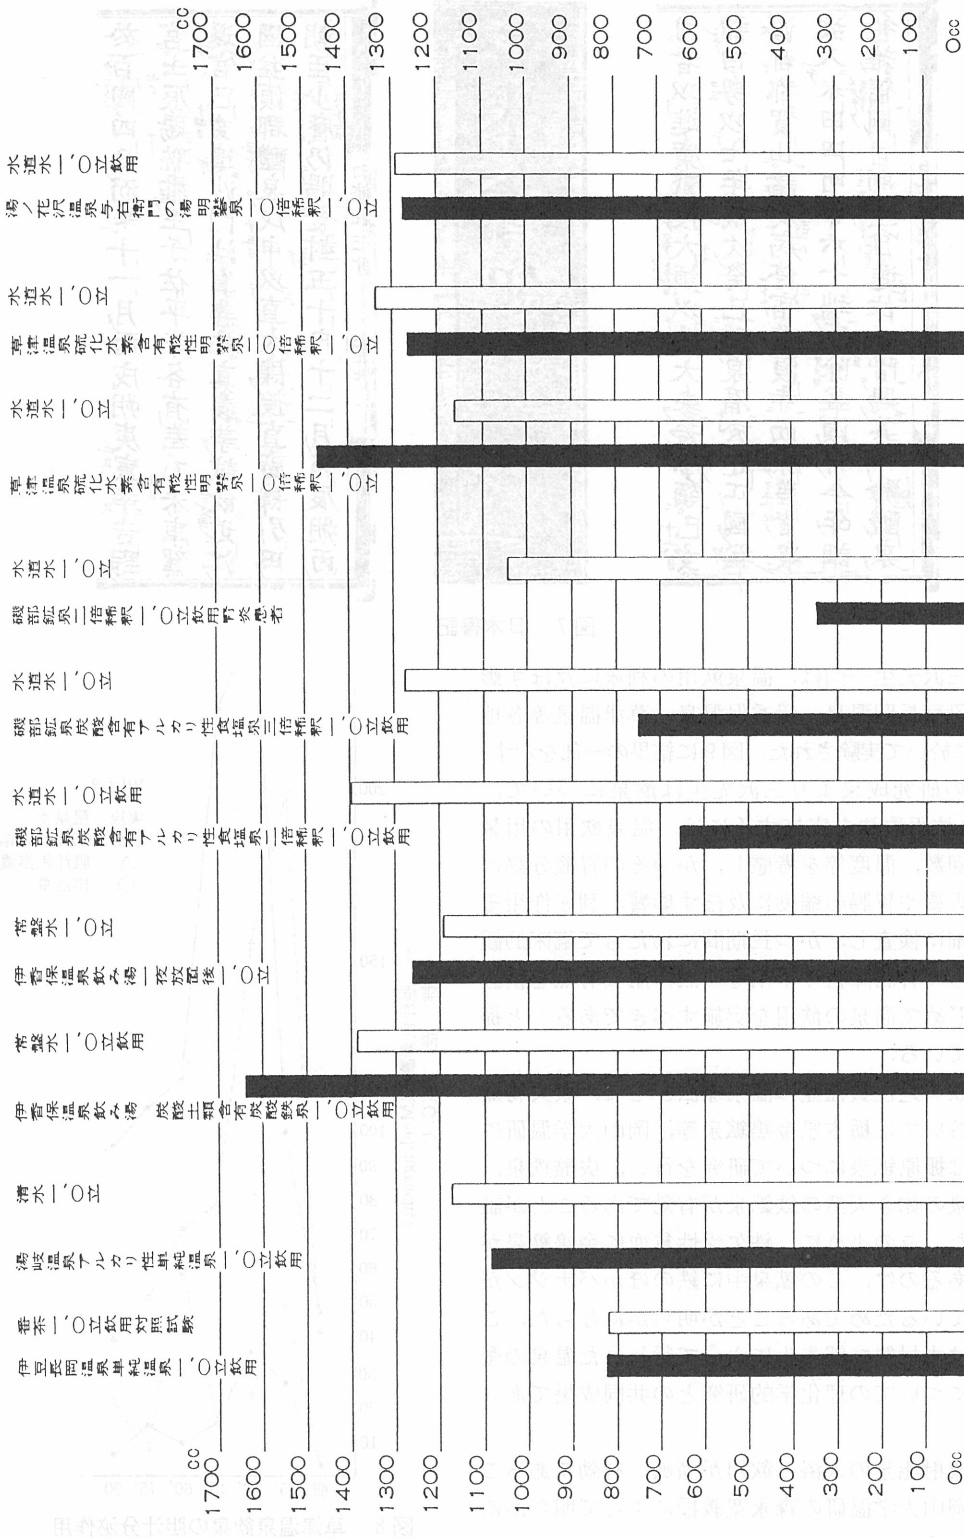 cc
1700
1600
1500
1400
1300
1200
1100
1000
900
800
700
600
500
400
300
200
100
0cc
水道水一′〇立飲用
湯ノ花沢温泉与右衛門の湯明礬泉一〇倍稀釈一′〇立
水道水一′〇立
草津温泉硫化水素含有酸性明礬泉二〇倍稀釈一′〇立
水道水一′〇立
草津温泉硫化水素含有酸性明礬泉一〇倍稀釈一′〇立
水道水一′〇立
磯部鉱泉二倍稀釈一′〇立飲用腎炎患者
水道水一′〇立
磯部鉱泉炭酸含有アルカリ性食塩泉三倍稀釈一′〇立飲用
水道水一′〇立飲用
磯部鉱泉炭酸含有アルカリ性食塩泉二倍稀釈一′〇立飲用
常盤水一′〇立
伊香保温泉飲み湯一夜放置後一′〇立
常盤水一′〇立飲用
伊香保温泉飲み湯 炭酸土類含有炭酸鉄泉一′〇立飲用
清水一′〇立
湯岐温泉アルカリ性単純温泉一′〇立飲用
番茶一′〇立飲用対照試験
伊豆長岡温泉単純温泉一′〇立飲用
cc
1700
1600
1500
1400
1300
1200
1100
1000
900
800
700
600
500
400
300
200
100
0cc